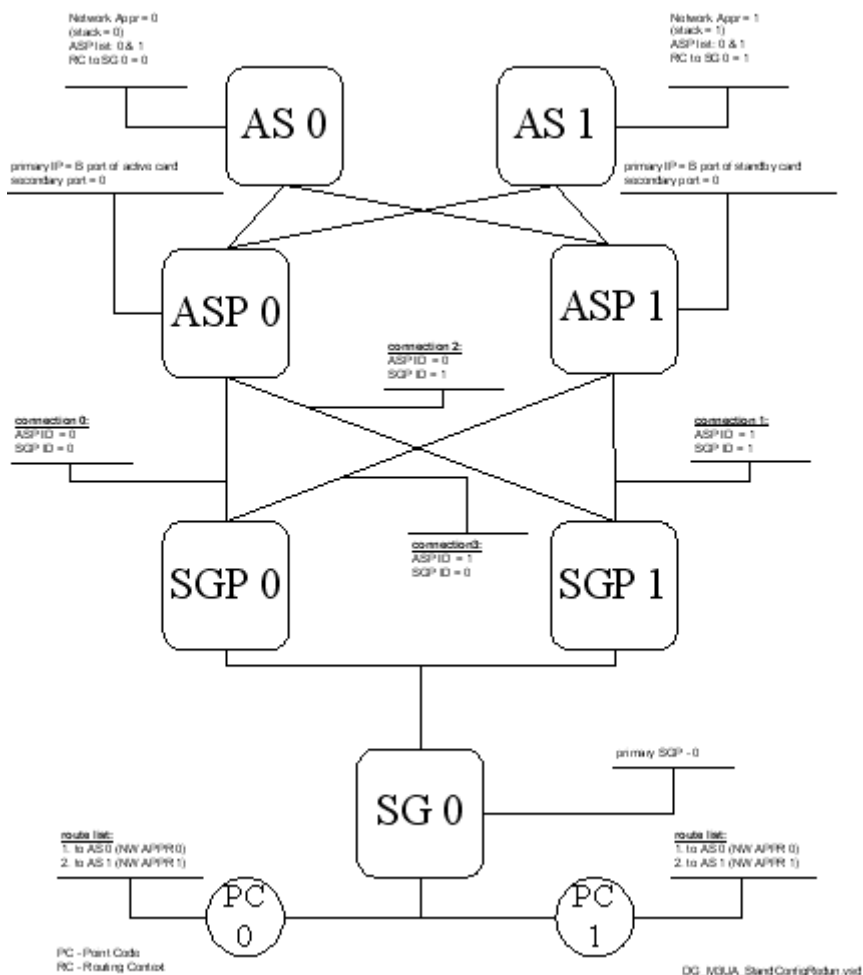 Network Appr = 0
(stack = 0)
ASP list: 0 & 1
RC to SG 0 = 0
Network Appr = 1
(stack = 1)
ASP list: 0 & 1
RC to SG 0 = 1
AS 0
AS 1
primary IP = B port of active card
secondary port = 0
primary IP = B port of standby card
secondary port = 0
ASP 0
ASP 1
connection 2:
ASP ID = 0
SGP ID = 1
connection 0:
ASP ID = 0
SGP ID = 0
connection 1:
ASP ID = 1
SGP ID = 1
connection3:
ASP ID = 1
SGP ID = 0
SGP 0
SGP 1
primary SGP - 0
SG 0
route list:
1. to AS 0 (NW APPR 0)
2. to AS 1 (NW APPR 1)
route list:
1. to AS 0 (NW APPR 0)
2. to AS 1 (NW APPR 1)
PC
0
PC
1
PC - Point Code
RC - Routing Context
DG_M3UA_StandConfigRedun.vsd